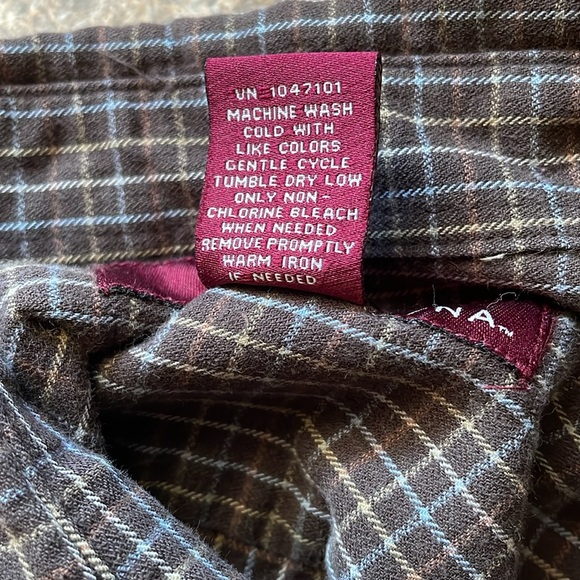 VN 1047101
MACHINE WASH
COLD WITH
LIKE COLORS
GENTLE CYCLE
TUMBLE DRY LOW
ONLY NON-
CHLORINE BLEACH
WHEN NEEDED
REMOVE PROMPTLY
WARM IRON
IF NEEDED
NA™